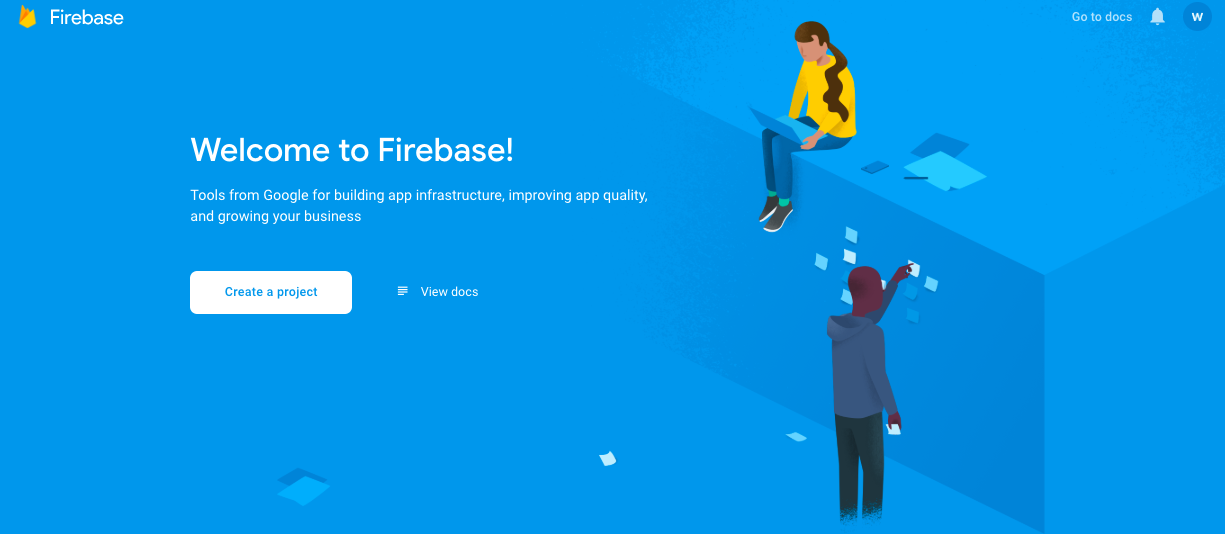 Firebase
Go to docs
W
Welcome to Firebase!
Tools from Google for building app infrastructure, improving app quality,
and growing your business
Create a project
View docs